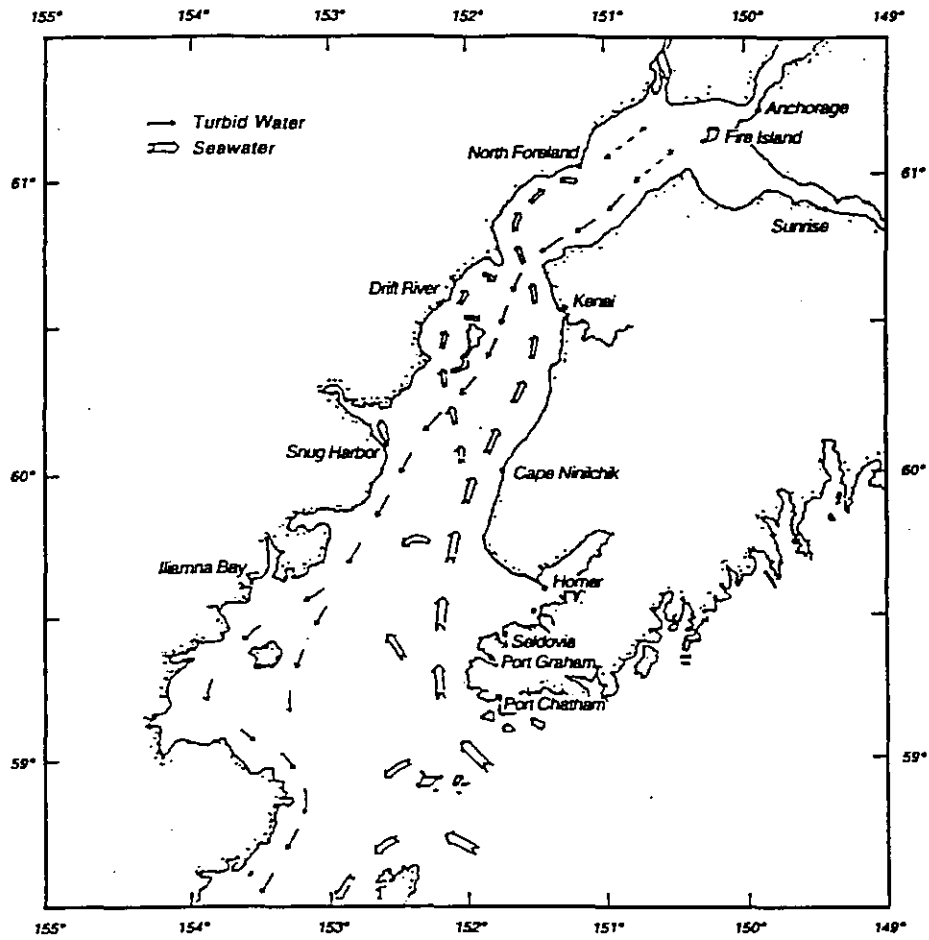 155° 154° 153° 152° 151° 150° 149°
Turbid Water
Seawater
Anchorage
Fire Island
North Foreland
61° 61°
Sunrise
Drift River
Kenai
Snug Harbor
60° 60°
Cape Ninilchik
Iliamna Bay
Homer
Seldovia
Port Graham
Port Chatham
59° 59°
155° 154° 153° 152° 151° 150° 149°